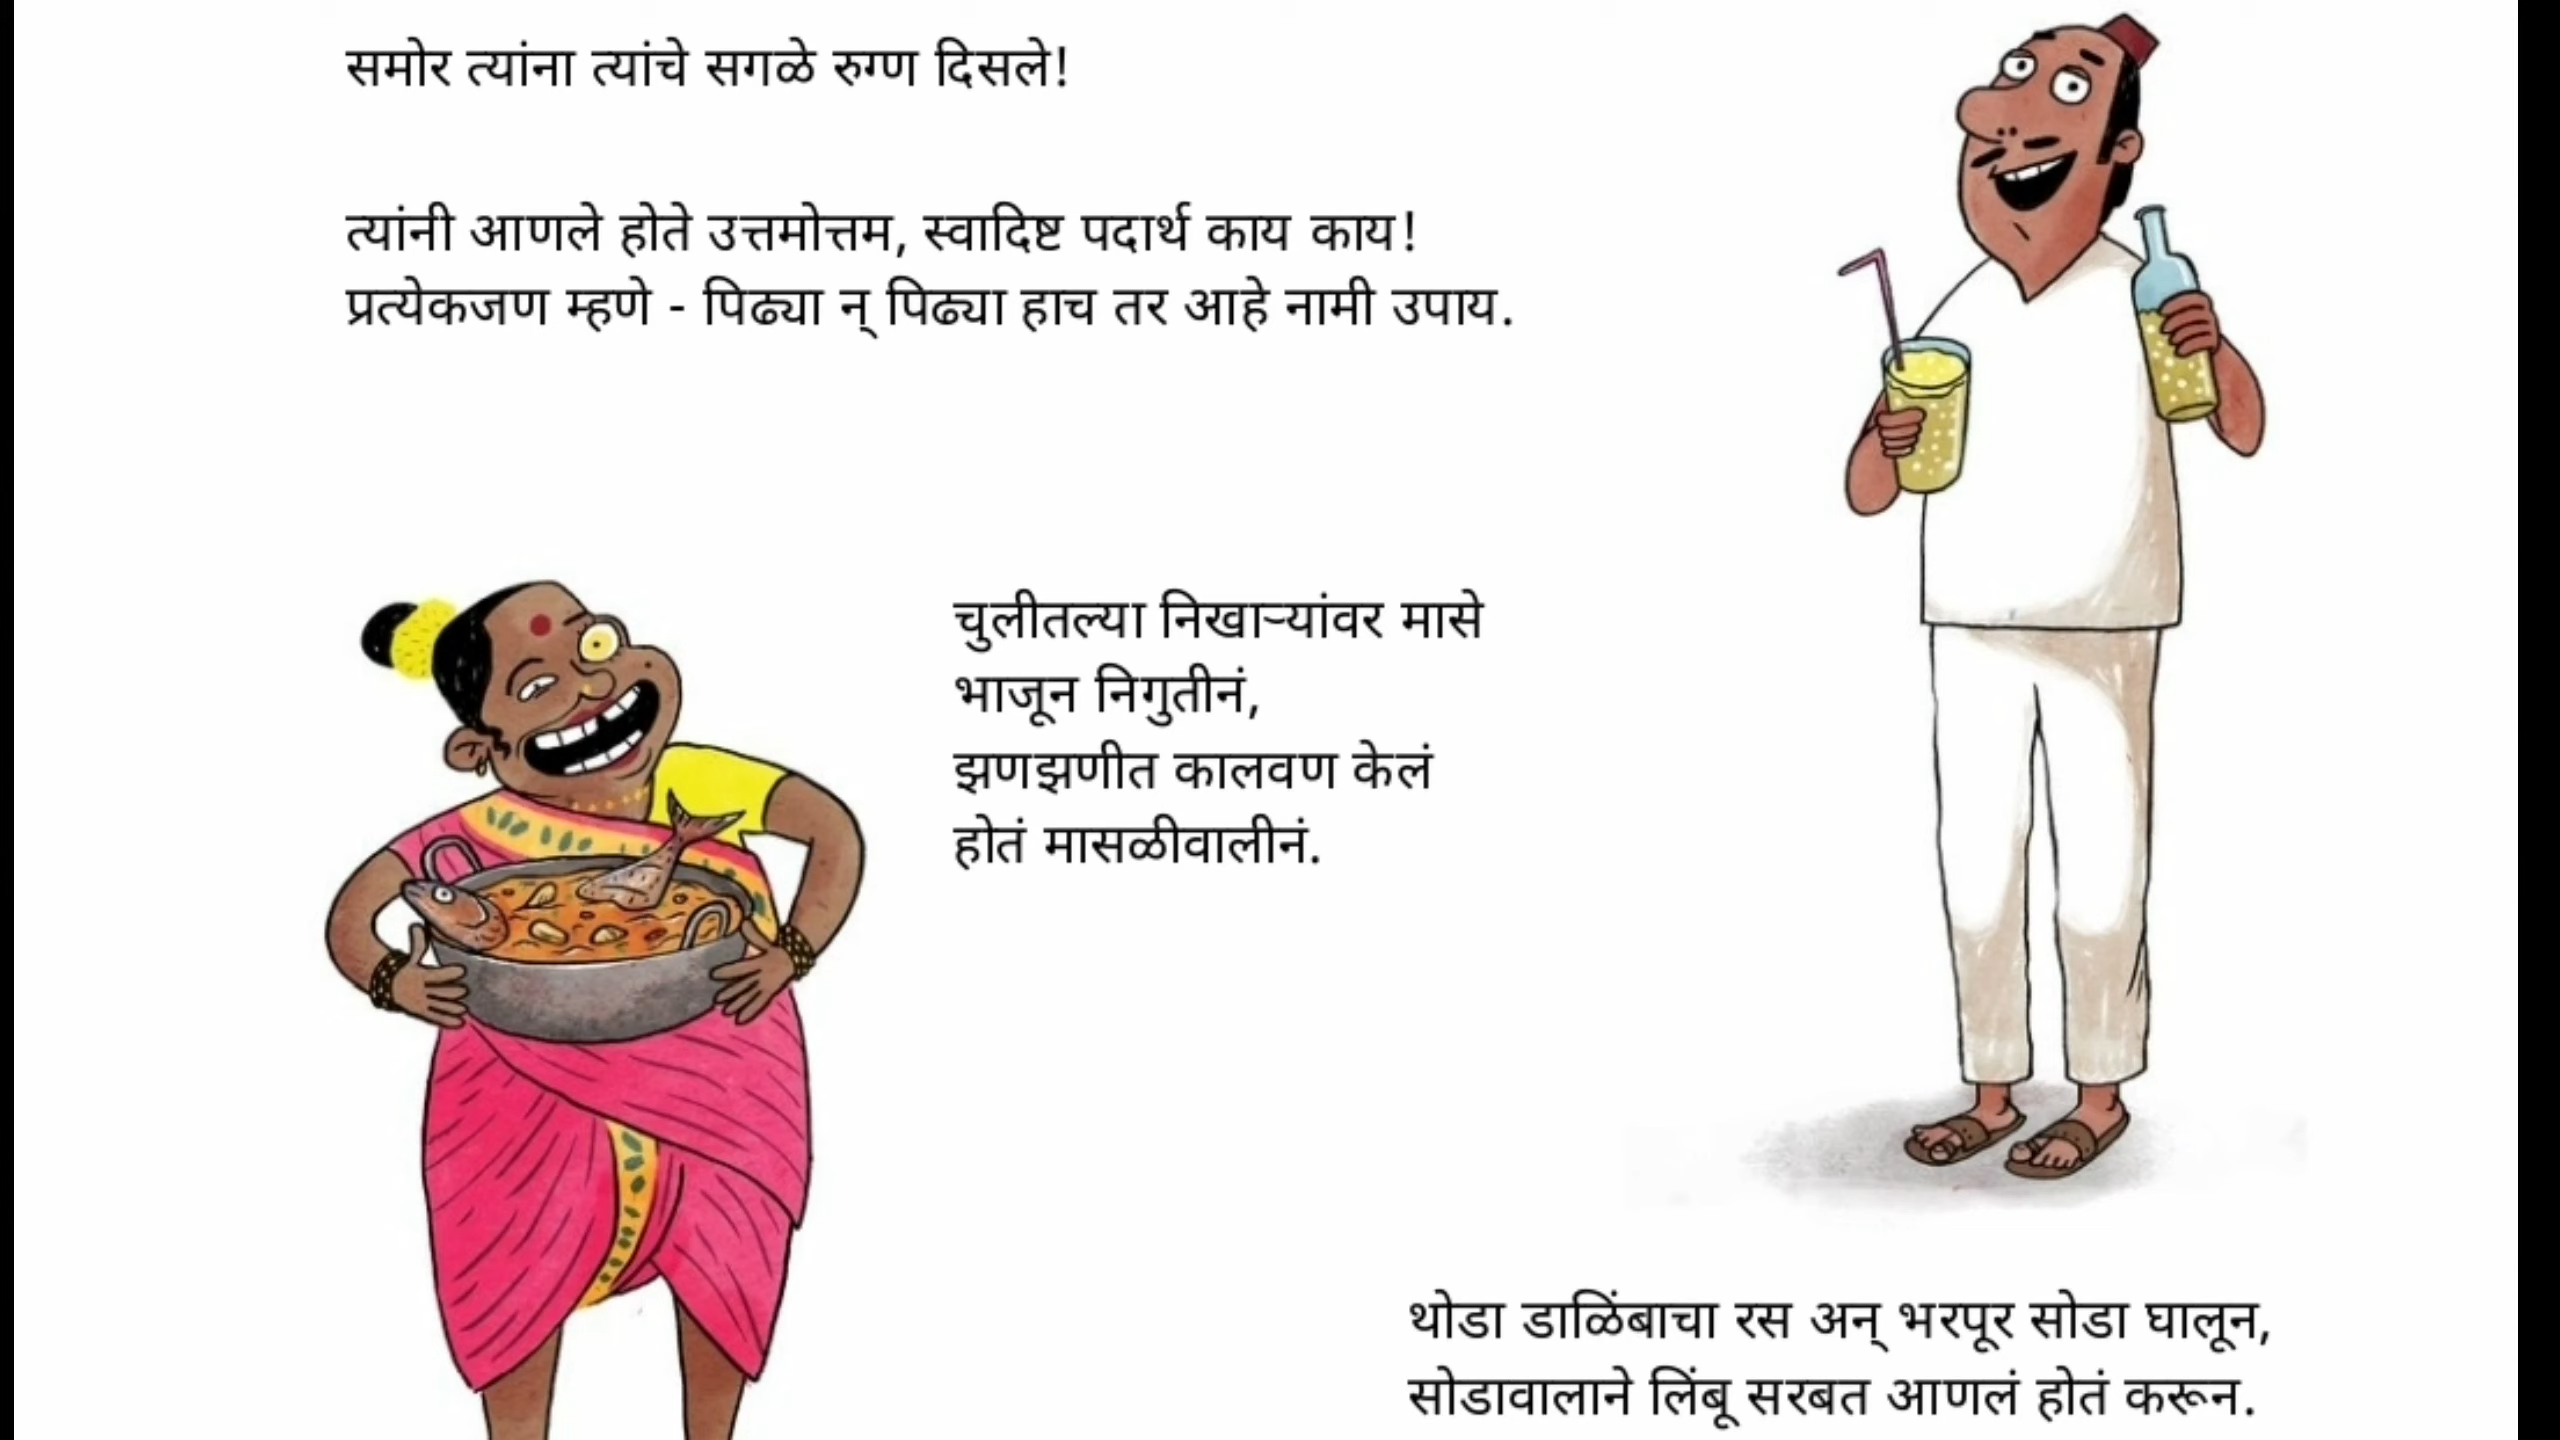 समोर त्यांना त्यांचे सगळे रुग्ण दिसले!
त्यांनी आणले होते उत्तमोत्तम, स्वादिष्ट पदार्थ काय काय!
प्रत्येकजण म्हणे - पिढ्या न् पिढ्या हाच तर आहे नामी उपाय.
चुलीतल्या निखाऱ्यांवर मासे
भाजून निगुतीनं,
झणझणीत कालवण केलं
होतं मासळीवालीनं.
थोडा डाळिंबाचा रस अन् भरपूर सोडा घालून,
सोडावालाने लिंबू सरबत आणलं होतं करून.